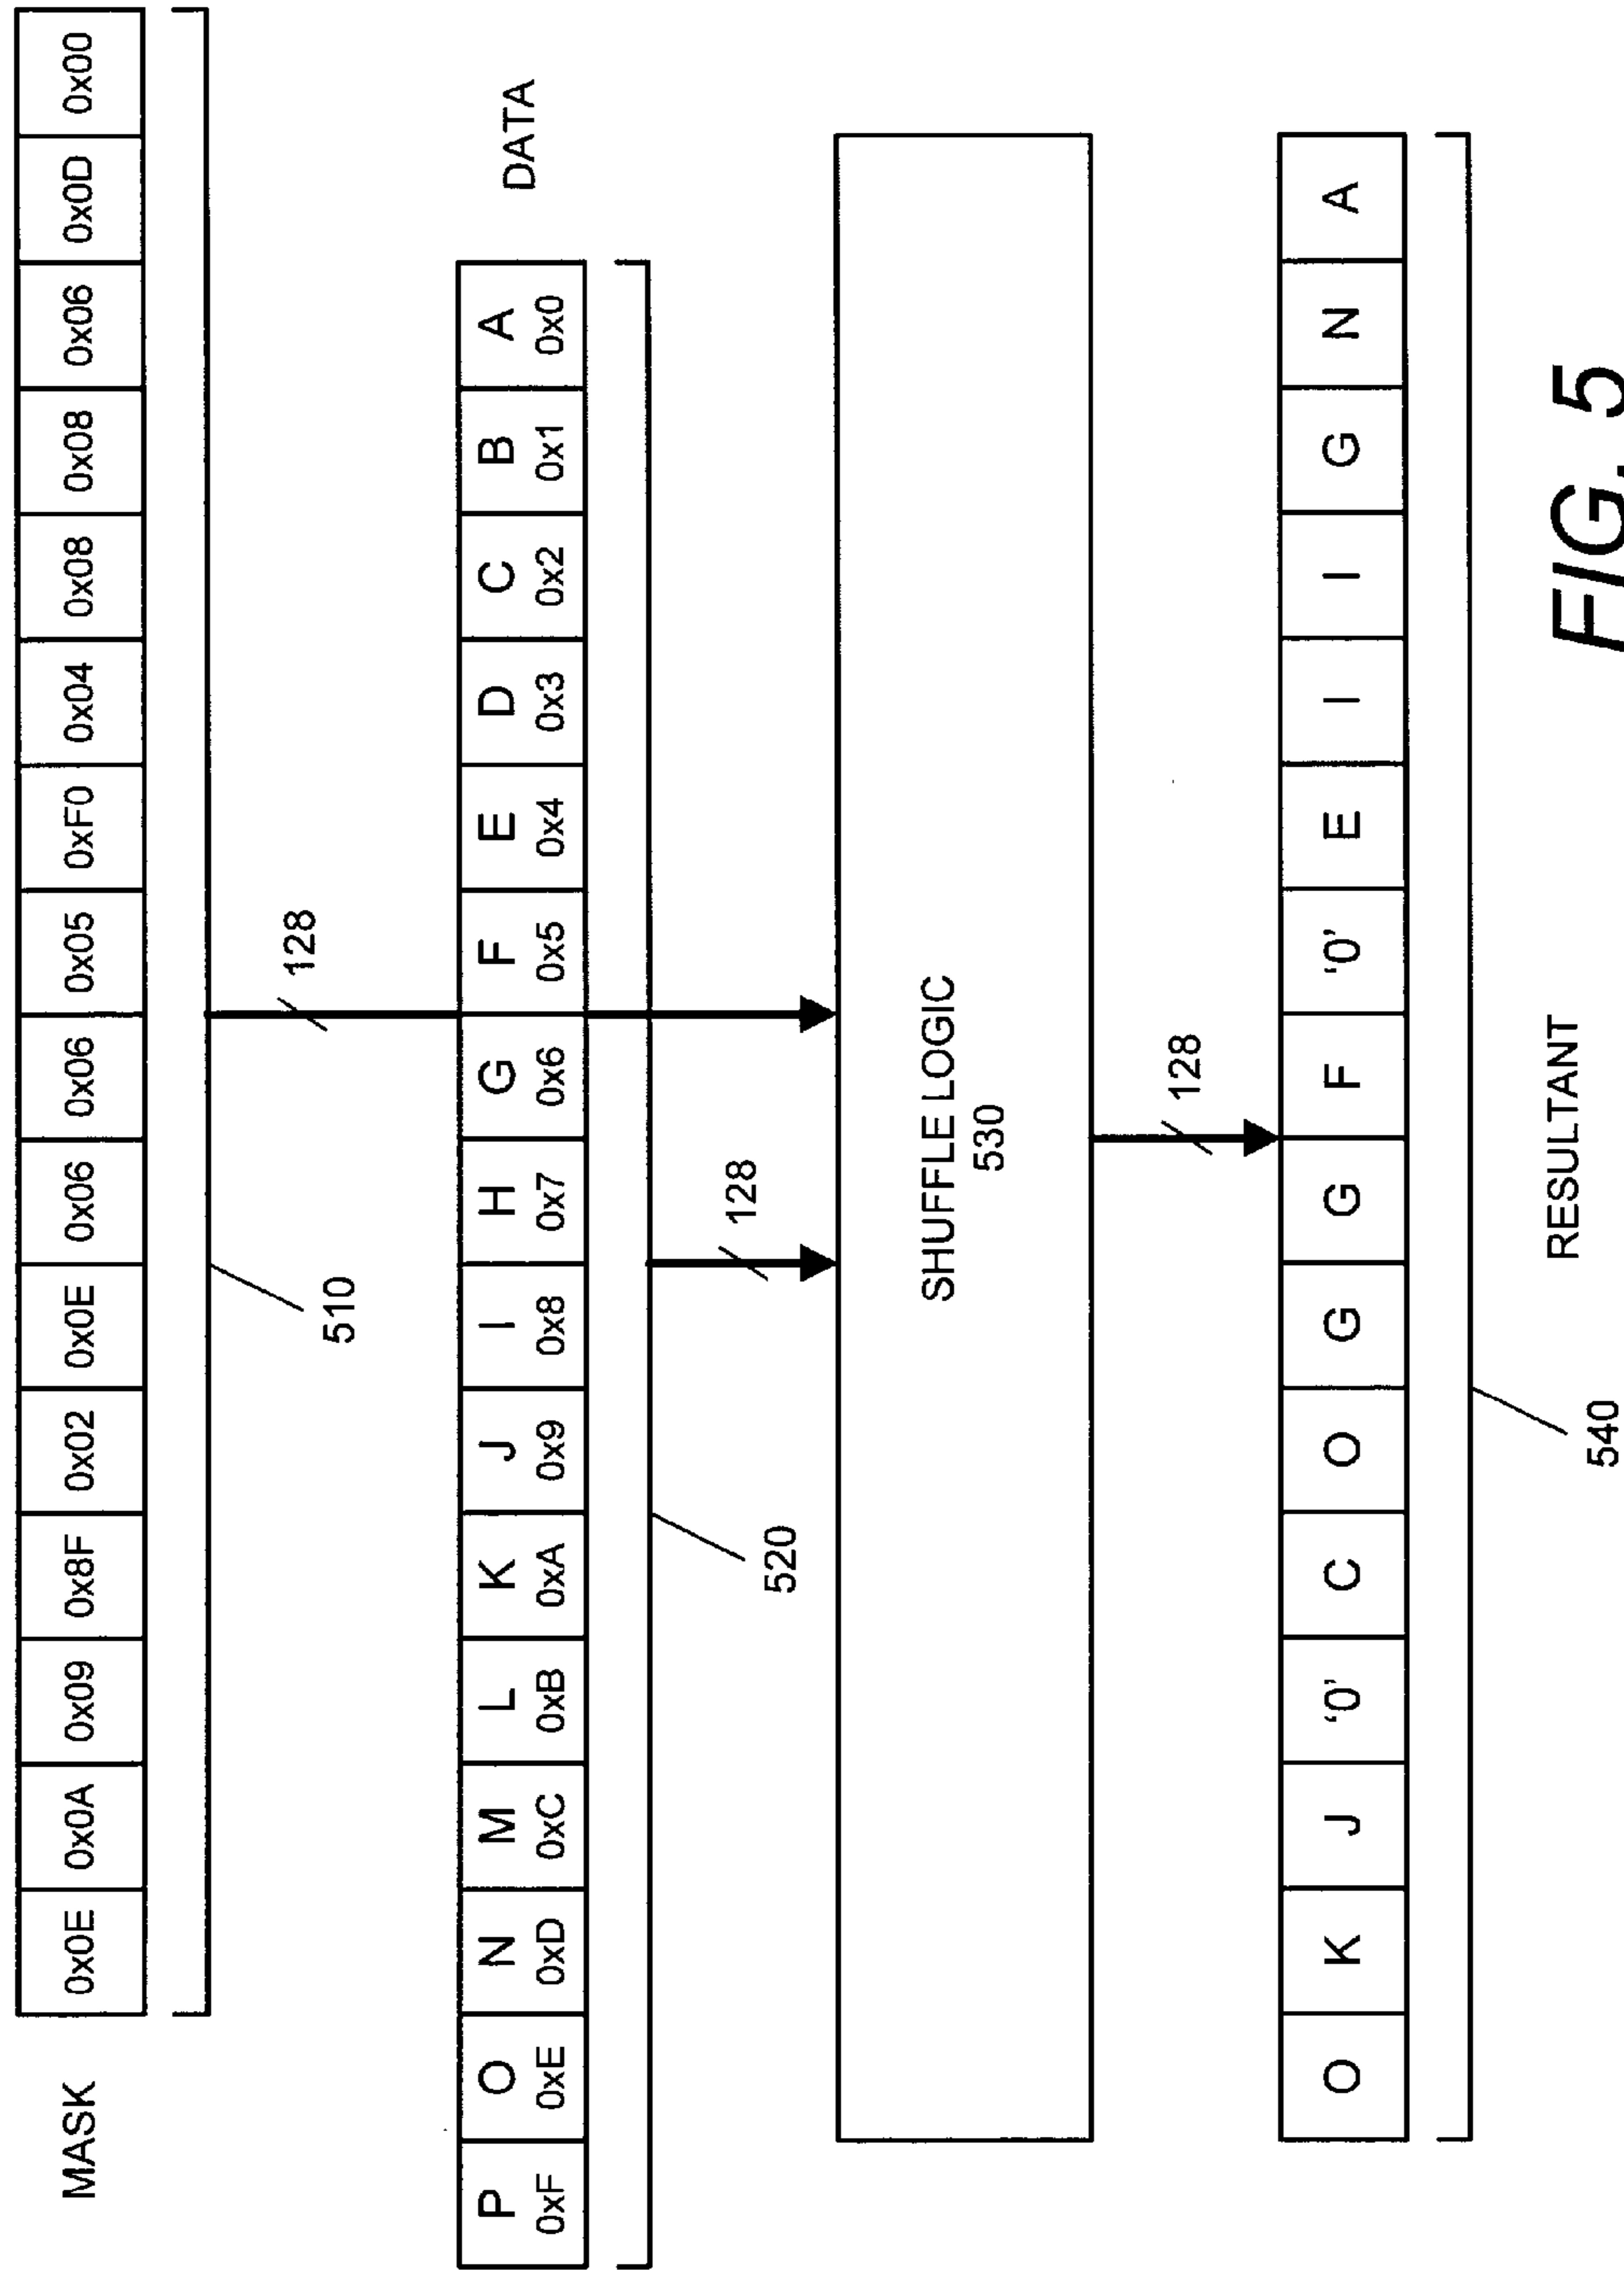 MASK 0x0E 0x0A 0x09 0x8F 0x02 0x0E 0x06 0x06 0x05 0xF0 0x04 0x08 0x08 0x06 0x0D 0x00
510
128
P O N M L K J I H G F E D C B A DATA
0xF 0xE 0xD 0xC 0xB 0xA 0x9 0x8 0x7 0x6 0x5 0x4 0x3 0x2 0x1 0x0
520
128
SHUFFLE LOGIC
530
128
O K J '0' C O G G F '0' E I I G N A
540
RESULTANT
FIG. 5